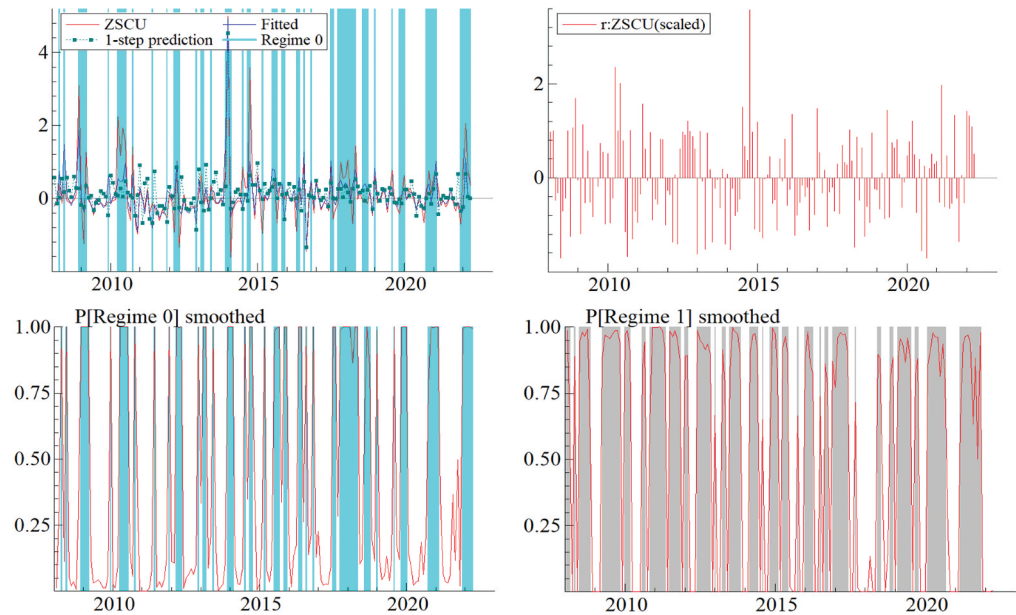 ZSCU Fitted
1-step prediction Regime 0
4
2
0
2010 2015 2020
r:ZSCU(scaled)
2
0
2010 2015 2020
P[Regime 0] smoothed
1.00
0.75
0.50
0.25
2010 2015 2020
P[Regime 1] smoothed
1.00
0.75
0.50
0.25
2010 2015 2020